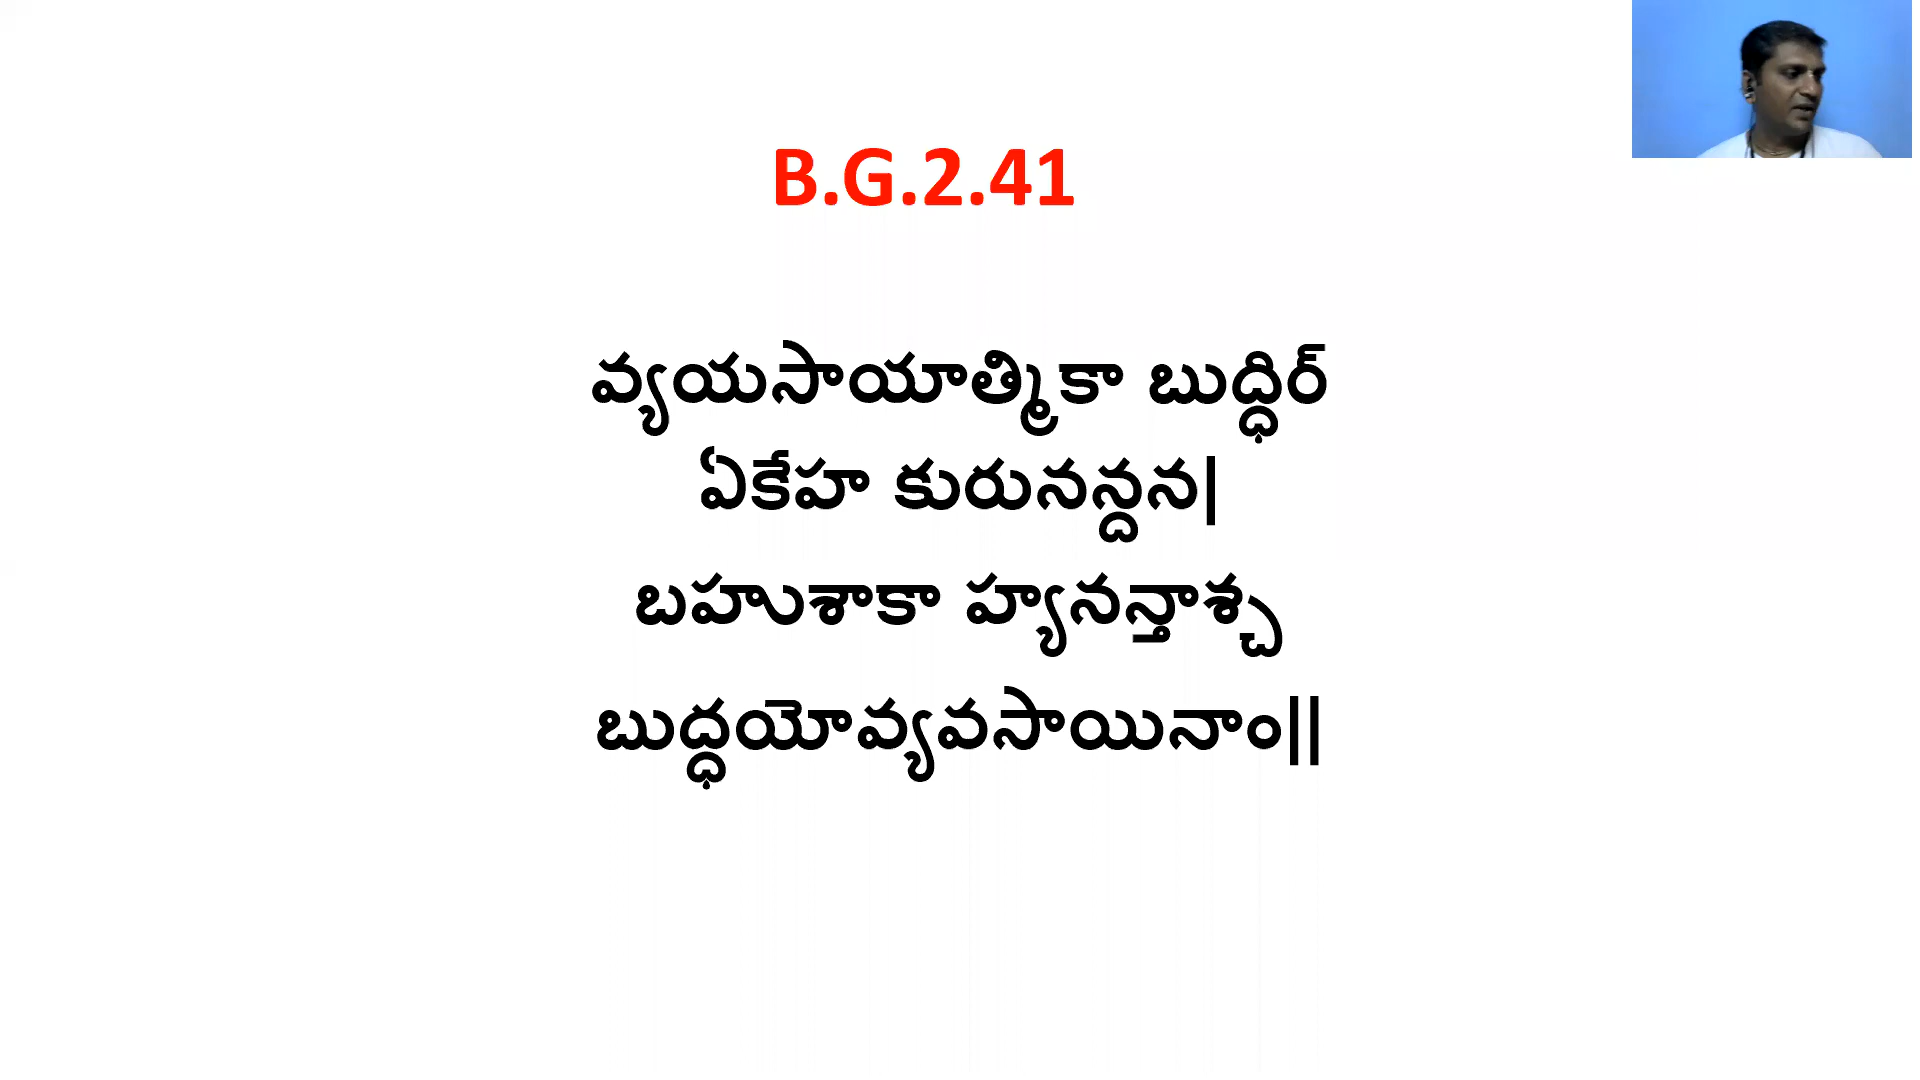 B.G.2.41
వ్యయసాయాత్మికా బుద్ధిర్
ఏకేహ కురునన్దన|
బహుశాకా హ్యనన్తాశ్చ
బుద్ధయోవ్యవసాయినాం||